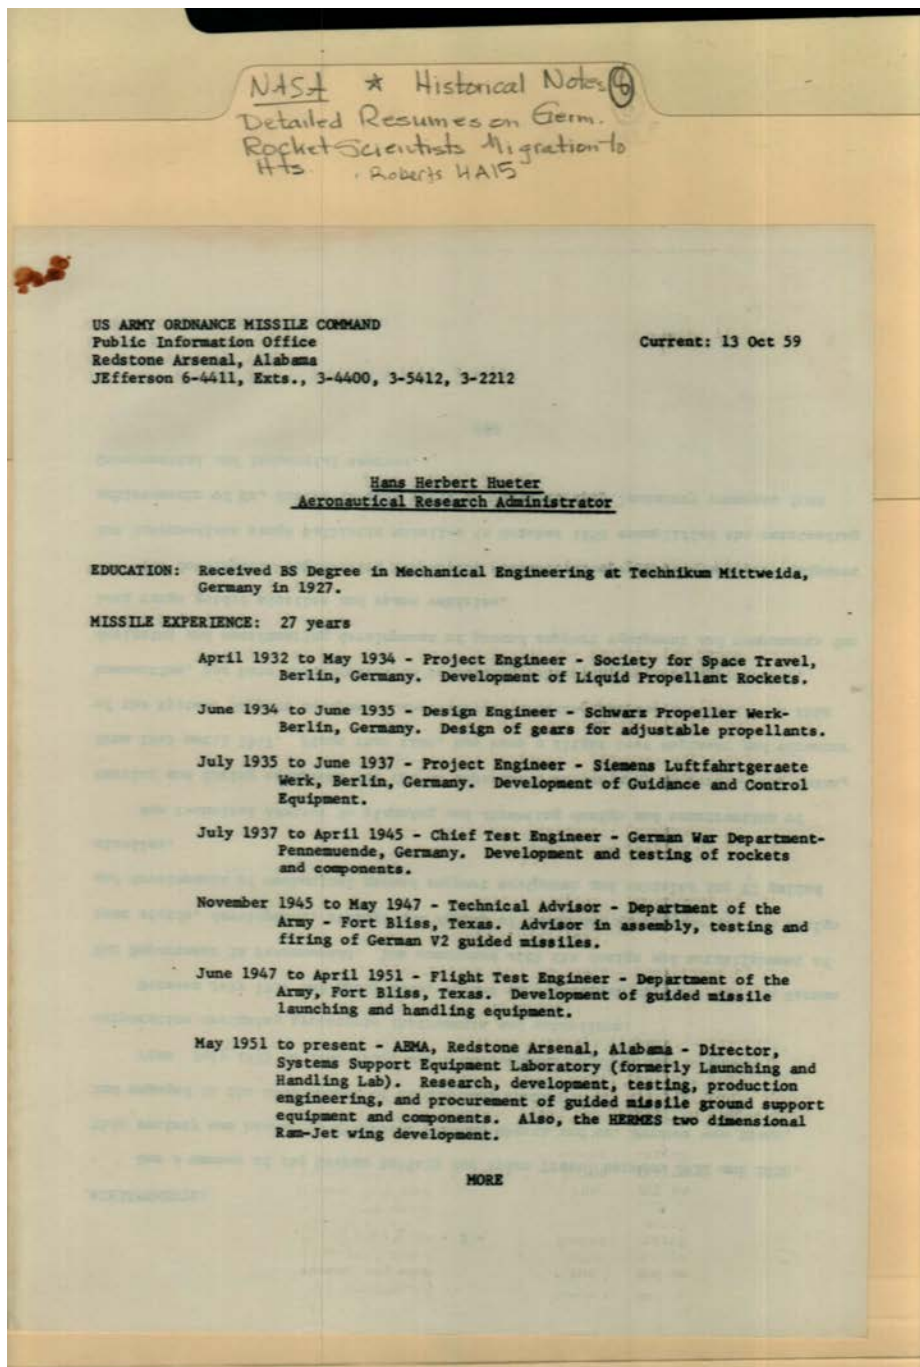 NASA * Historical Notes 6
Detailed Resumes on Germ.
Rocket Scientists Migration to
Hts. Roberts HA15
US ARMY ORDNANCE MISSILE COMMAND
Public Information Office Current: 13 Oct 59
Redstone Arsenal, Alabama
JEfferson 6-4411, Exts., 3-4400, 3-5412, 3-2212
Hans Herbert Hueter
Aeronautical Research Administrator
EDUCATION: Received BS Degree in Mechanical Engineering at Technikum Mittweida,
Germany in 1927.
MISSILE EXPERIENCE: 27 years
April 1932 to May 1934 - Project Engineer - Society for Space Travel,
Berlin, Germany. Development of Liquid Propellant Rockets.
June 1934 to June 1935 - Design Engineer - Schwarz Propeller Werk-
Berlin, Germany. Design of gears for adjustable propellants.
July 1935 to June 1937 - Project Engineer - Siemens Luftfahrtgeraete
Werk, Berlin, Germany. Development of Guidance and Control
Equipment.
July 1937 to April 1945 - Chief Test Engineer - German War Department-
Pennemuende, Germany. Development and testing of rockets
and components.
November 1945 to May 1947 - Technical Advisor - Department of the
Army - Fort Bliss, Texas. Advisor in assembly, testing and
firing of German V2 guided missiles.
June 1947 to April 1951 - Flight Test Engineer - Department of the
Army, Fort Bliss, Texas. Development of guided missile
launching and handling equipment.
May 1951 to present - ABMA, Redstone Arsenal, Alabama - Director,
Systems Support Equipment Laboratory (formerly Launching and
Handling Lab). Research, development, testing, production
engineering, and procurement of guided missile ground support
equipment and components. Also, the HERMES two dimensional
Ram-Jet wing development.
MORE